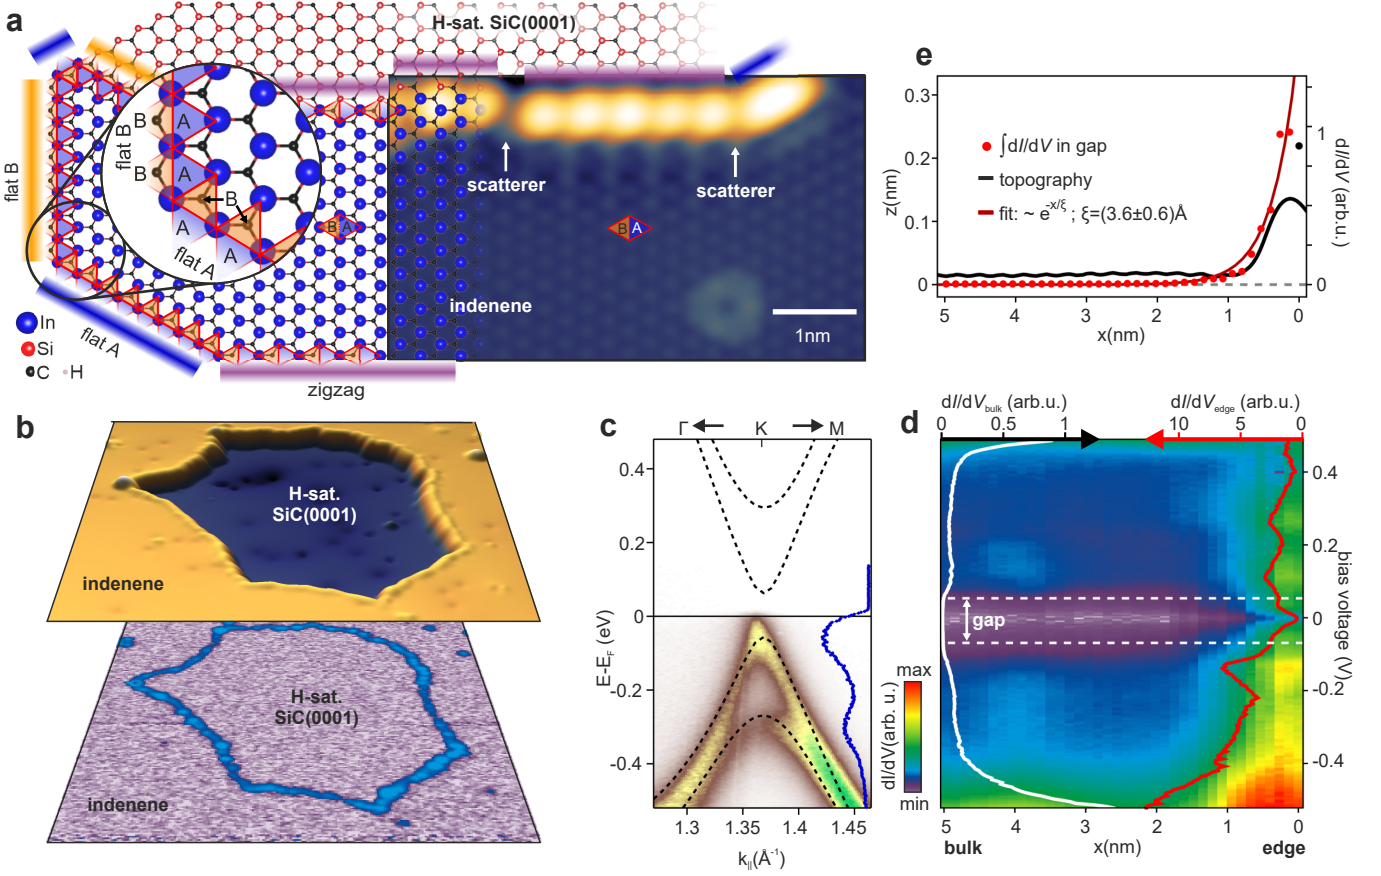 a
H-sat. SiC(0001)
flat B
flat B
B
A
B
A
B
A
A
flat A
B A
scatterer
scatterer
B A
indenene
1nm
In
Si
C H
flat A
zigzag
b
H-sat.
SiC(0001)
indenene
H-sat.
SiC(0001)
indenene
c
Γ K M
0.4
0.2
0
-0.2
-0.4
E-E_F (eV)
1.3 1.35 1.4 1.45
k_||(Å⁻¹)
e
0.3
0.2
0.1
0
z(nm)
∫dI/dV in gap
topography
fit: ~ e^-x/ξ ; ξ=(3.6±0.6)Å
1
0
dI/dV (arb.u.)
5 4 3 2 1 0
x(nm)
d
dI/dV_bulk (arb.u.) dI/dV_edge (arb.u.)
0 0.5 1 10 5 0
gap
0.4
0.2
0
-0.2
-0.4
bias voltage (V)
max
min
dI/dV(arb. u.)
5 4 3 2 1 0
bulk x(nm) edge